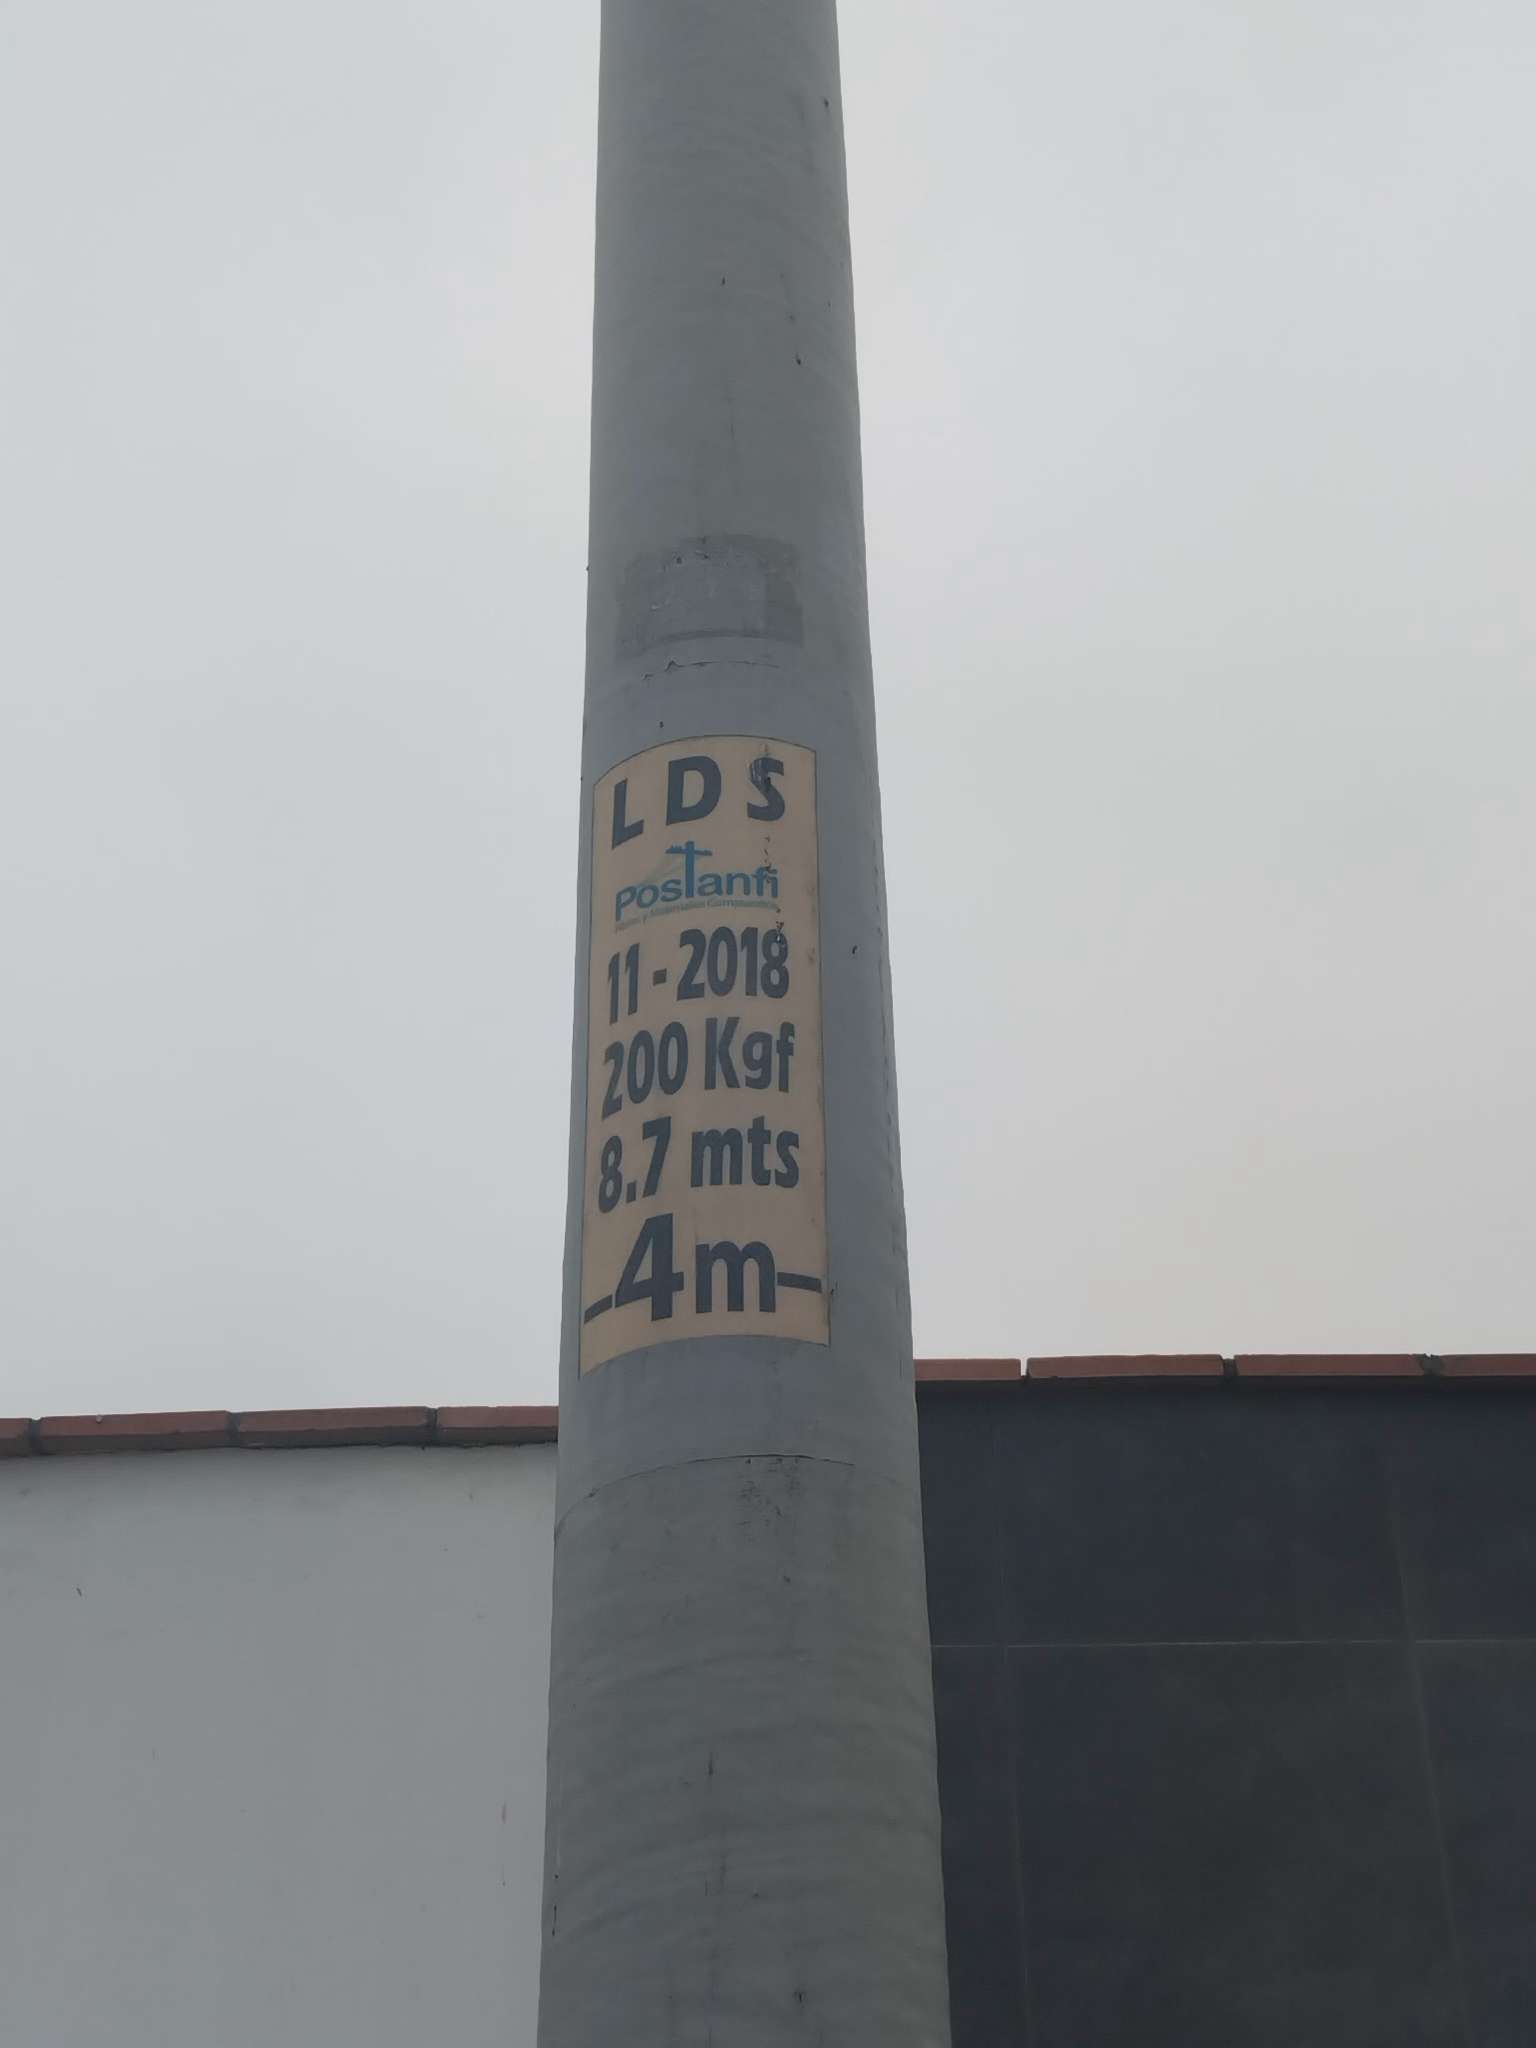 LDS
Postanfi
11-2018
200 Kgf
8.7 mts
-4m-